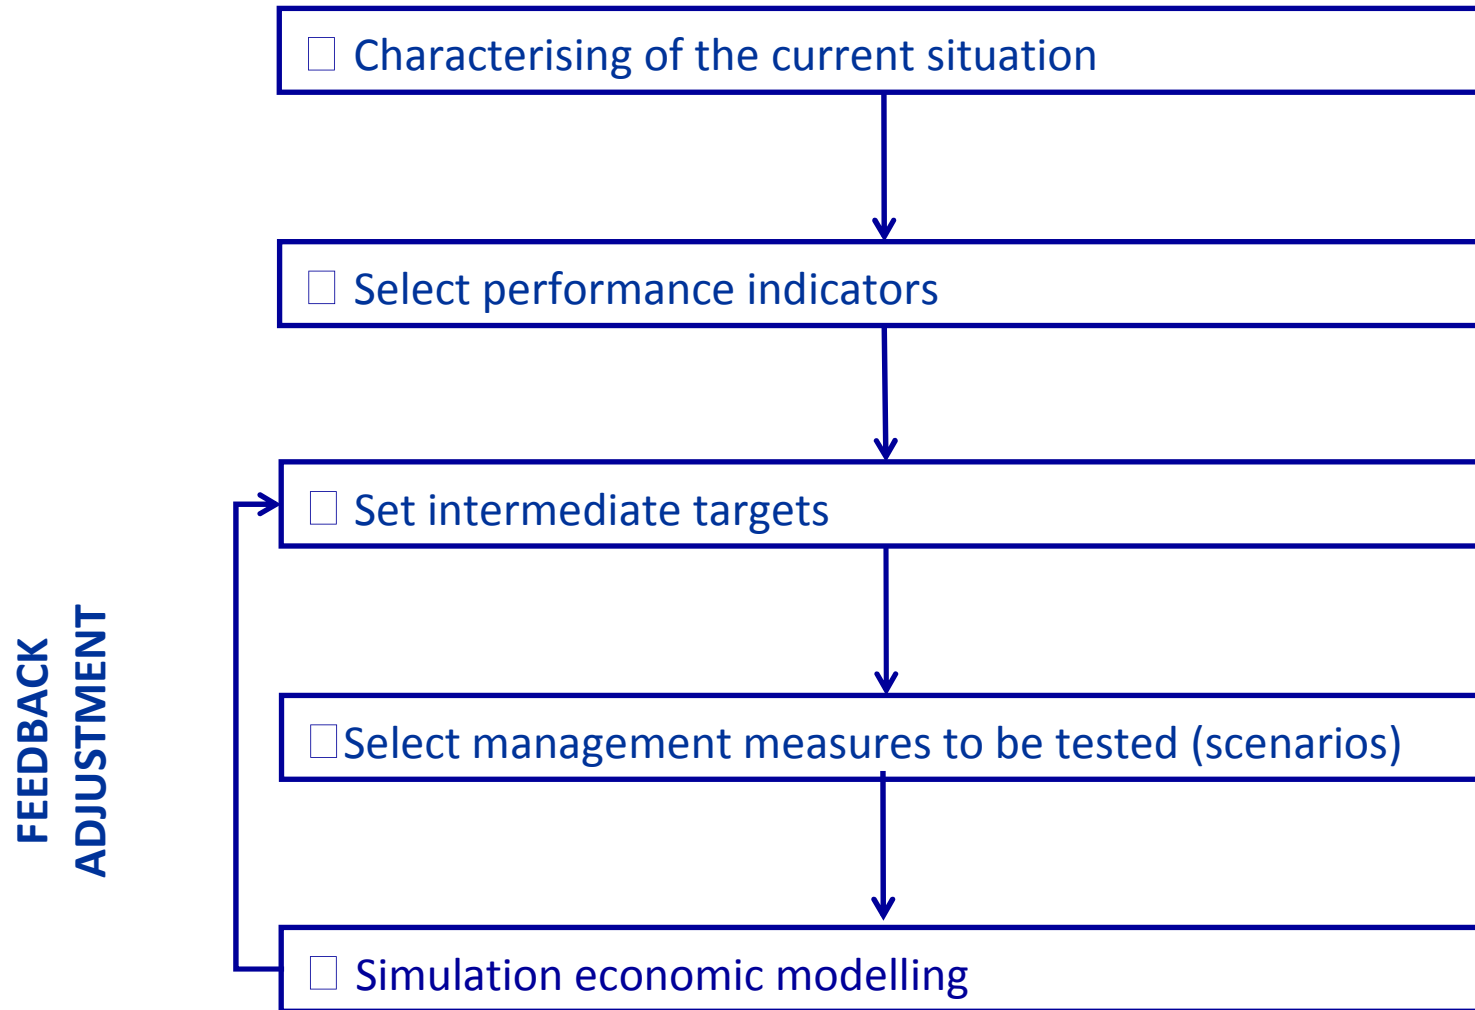 Characterising of the current situation
Select performance indicators
Set intermediate targets
Select management measures to be tested (scenarios)
Simulation economic modelling
FEEDBACK
ADJUSTMENT